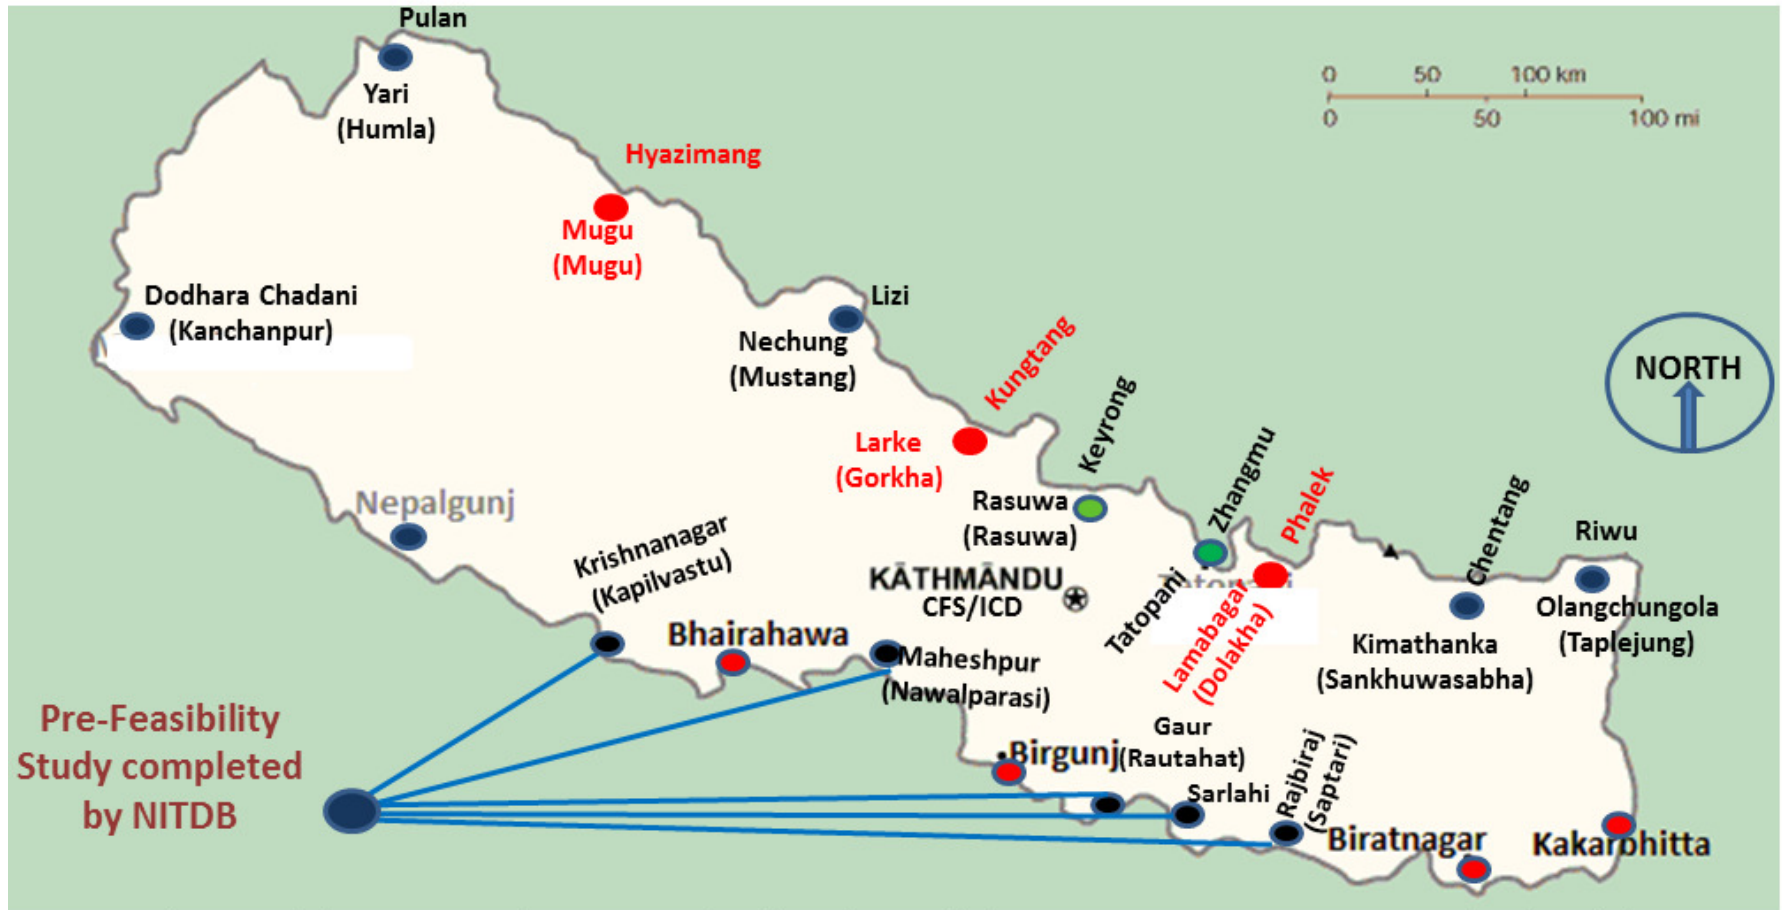 Pulan
Yari
(Humla)
0 50 100 km
0 50 100 mi
Hyazimang
Mugu
(Mugu)
Dodhara Chadani
(Kanchanpur)
Lizi
Nechung
(Mustang)
Kungtang
Larke
(Gorkha)
Keyrong
Rasuwa
(Rasuwa)
Zhangmu
Tatopani
Phalek
Lamabagar
(Dolakha)
NORTH
Chentang
Kimathanka
(Sankhuwasabha)
Riwu
Olangchungola
(Taplejung)
Nepalgunj
Krishnanagar
(Kapilvastu)
KĀTHMĀNDU
CFS/ICD
Bhairahawa
Maheshpur
(Nawalparasi)
Pre-Feasibility
Study completed
by NITDB
Birgunj
Gaur
(Rautahat)
Sarlahi
Rajbiraj
(Saptari)
Biratnagar
Kakarbhitta